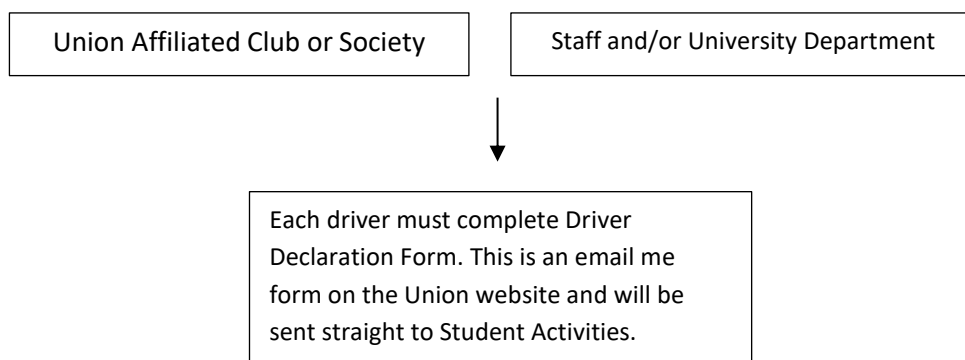 Union Affiliated Club or Society
Staff and/or University Department
Each driver must complete Driver
Declaration Form. This is an email me
form on the Union website and will be
sent straight to Student Activities.